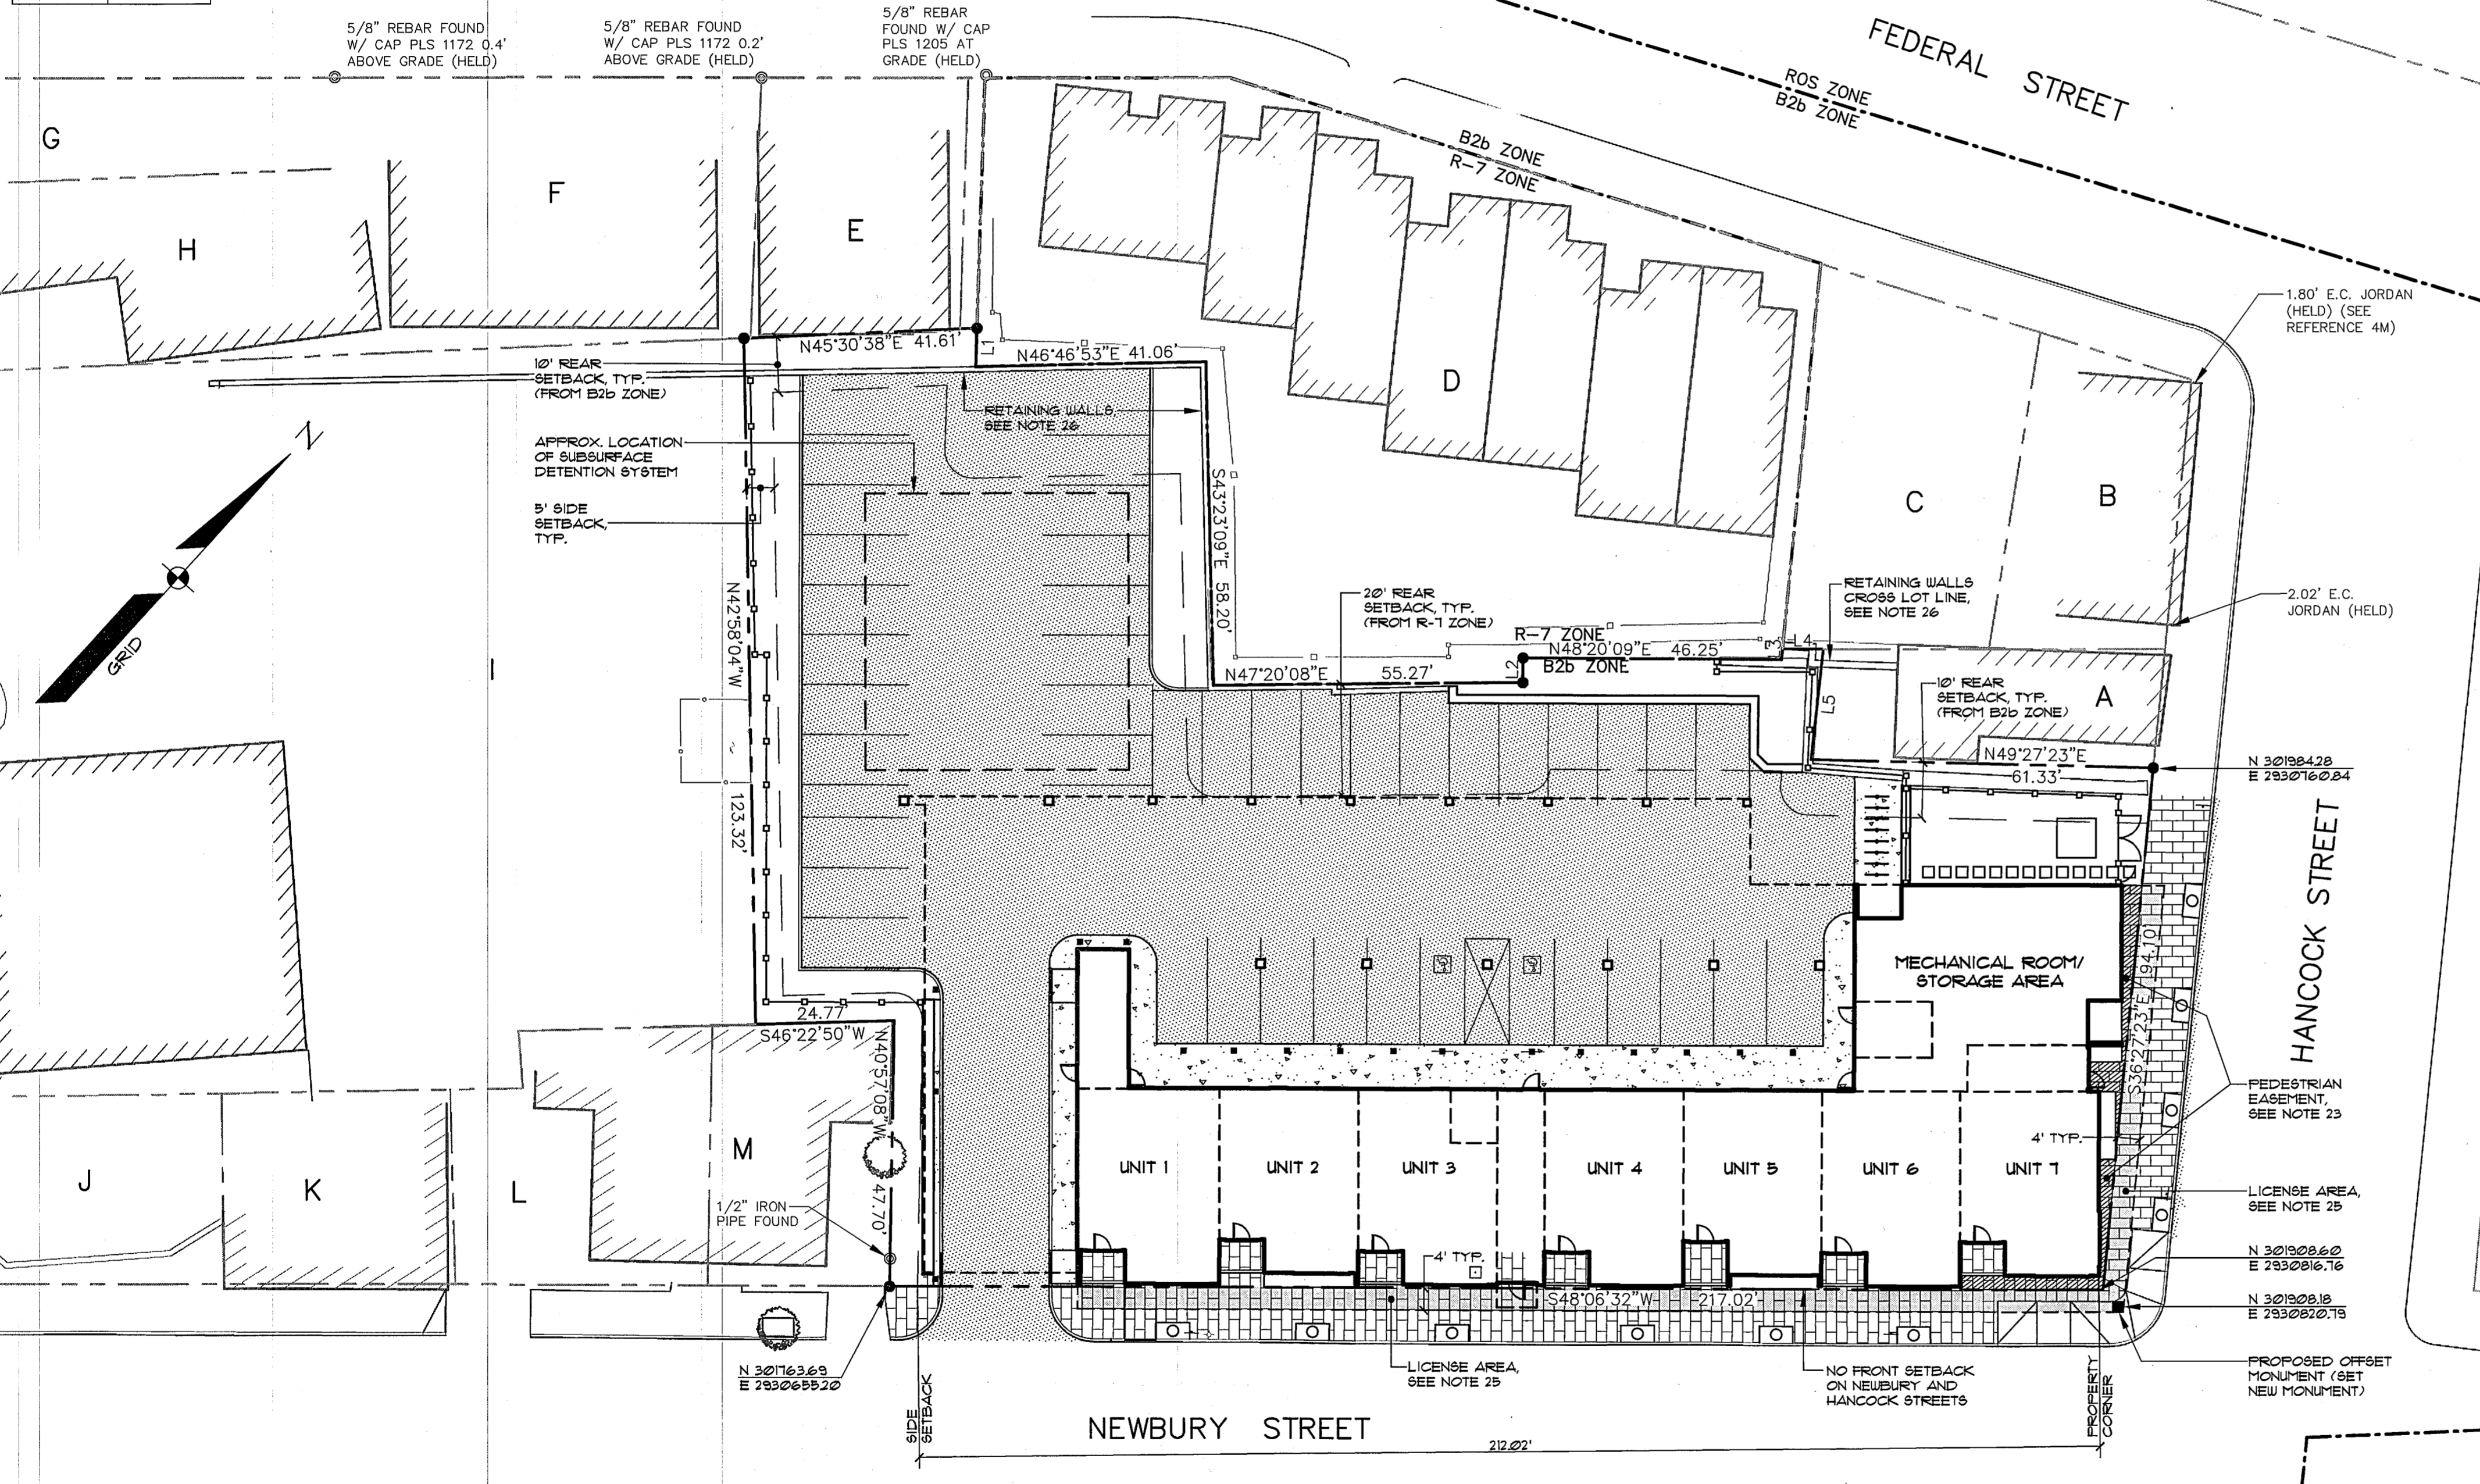 5/8" REBAR FOUND
W/ CAP PLS 1172 0.4'
ABOVE GRADE (HELD)
5/8" REBAR FOUND
W/ CAP PLS 1172 0.2'
ABOVE GRADE (HELD)
5/8" REBAR
FOUND W/ CAP
PLS 1205 AT
GRADE (HELD)
FEDERAL STREET
ROS ZONE
B2b ZONE
B2b ZONE
R-7 ZONE
G
H
F
E
D
C
B
A
1.80' E.C. JORDAN
(HELD) (SEE
REFERENCE 4M)
N45°30'38"E 41.61'
L1
N46°46'53"E 41.06'
10' REAR
SETBACK, TYP.
(FROM B2b ZONE)
RETAINING WALLS,
SEE NOTE 26
APPROX. LOCATION
OF SUBSURFACE
DETENTION SYSTEM
5' SIDE
SETBACK,
TYP.
N
GRID
I
S43°23'09"E 58.20'
N42°58'04"W
123.32'
20' REAR
SETBACK, TYP.
(FROM R-7 ZONE)
RETAINING WALLS
CROSS LOT LINE,
SEE NOTE 26
2.02' E.C.
JORDAN (HELD)
R-7 ZONE
N48°20'09"E 46.25'
B2b ZONE
L3
L4
L2
L5
N47°20'08"E 55.27'
10' REAR
SETBACK, TYP.
(FROM B2b ZONE)
N49°27'23"E
61.33'
N 301984.28
E 2930760.84
HANCOCK STREET
MECHANICAL ROOM/
STORAGE AREA
S36°27'23"E 94.10'
24.77'
S46°22'50"W
N40°57'08"W
47.70'
J
K
L
M
1/2" IRON
PIPE FOUND
UNIT 1
UNIT 2
UNIT 3
UNIT 4
UNIT 5
UNIT 6
UNIT 7
4' TYP.
4' TYP.
PEDESTRIAN
EASEMENT,
SEE NOTE 23
LICENSE AREA,
SEE NOTE 25
N 301908.60
E 2930816.76
N 301908.18
E 2930820.79
S48°06'32"W 217.02'
N 301763.69
E 2930655.20
LICENSE AREA,
SEE NOTE 25
NO FRONT SETBACK
ON NEWBURY AND
HANCOCK STREETS
PROPOSED OFFSET
MONUMENT (SET
NEW MONUMENT)
SIDE
SETBACK
PROPERTY
CORNER
NEWBURY STREET
212.02'